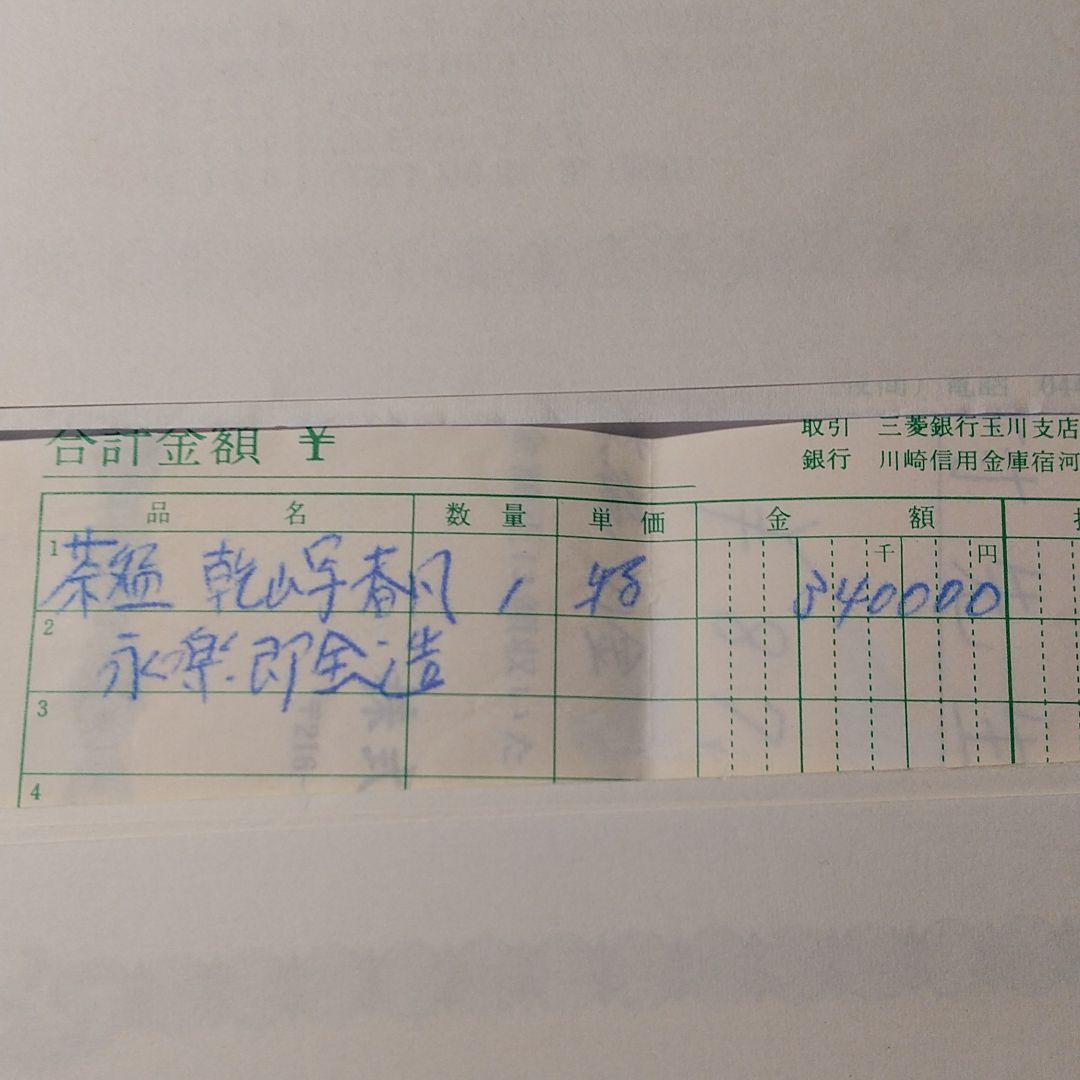 合計金額 ¥
取引 三菱銀行玉川支店
銀行 川崎信用金庫宿河
品 名 数量 単価 金 額
千 円
1 茶碗 乾山写春 1 340000
2 永楽 即全造
3
4